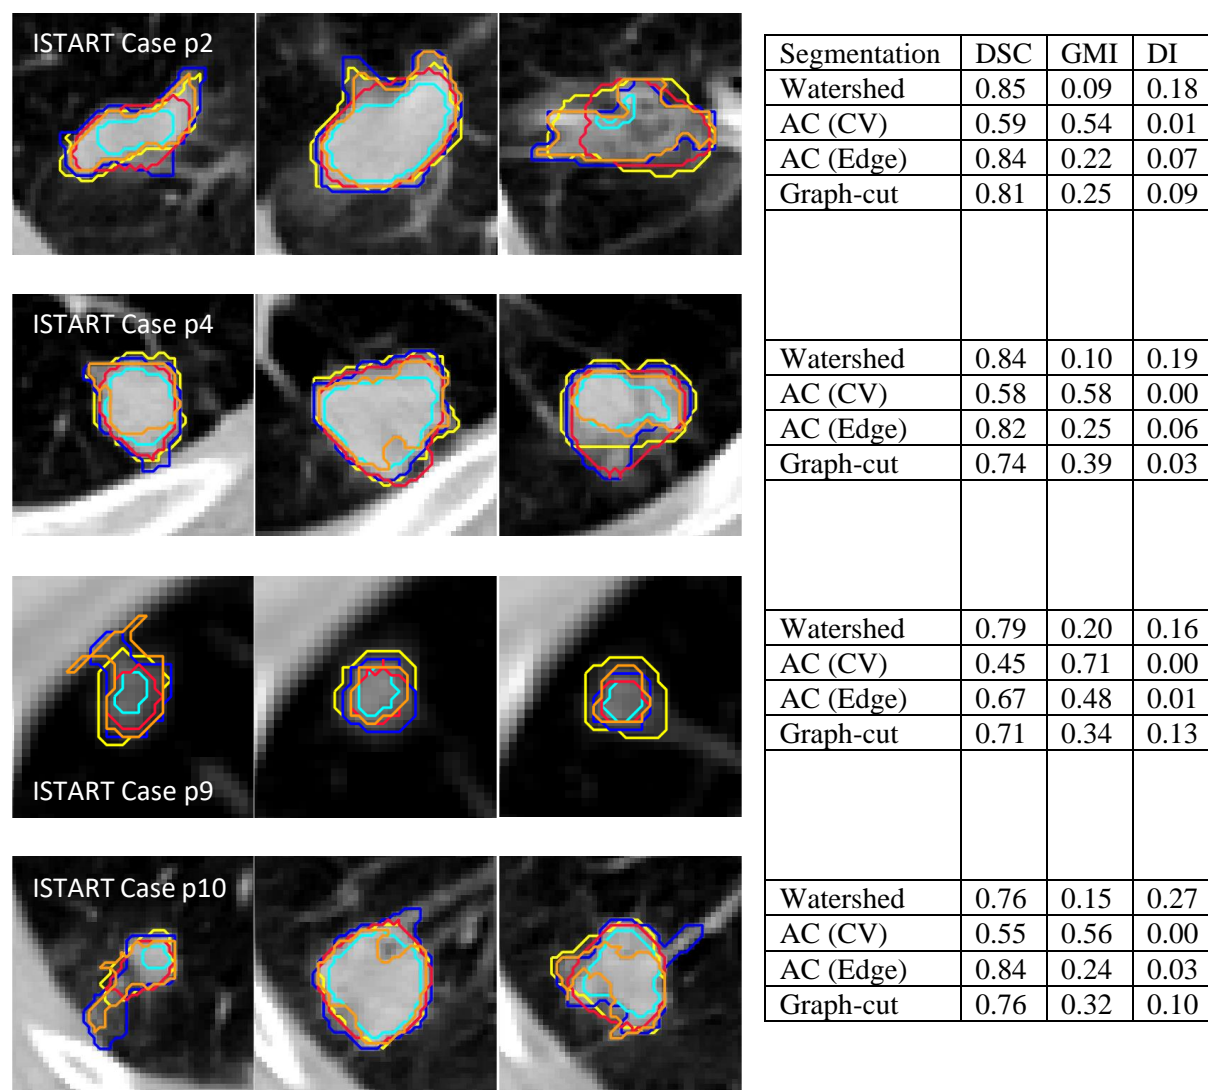 ISTART Case p2
Segmentation DSC GMI DI
Watershed 0.85 0.09 0.18
AC (CV) 0.59 0.54 0.01
AC (Edge) 0.84 0.22 0.07
Graph-cut 0.81 0.25 0.09
ISTART Case p4
Watershed 0.84 0.10 0.19
AC (CV) 0.58 0.58 0.00
AC (Edge) 0.82 0.25 0.06
Graph-cut 0.74 0.39 0.03
ISTART Case p9
Watershed 0.79 0.20 0.16
AC (CV) 0.45 0.71 0.00
AC (Edge) 0.67 0.48 0.01
Graph-cut 0.71 0.34 0.13
ISTART Case p10
Watershed 0.76 0.15 0.27
AC (CV) 0.55 0.56 0.00
AC (Edge) 0.84 0.24 0.03
Graph-cut 0.76 0.32 0.10